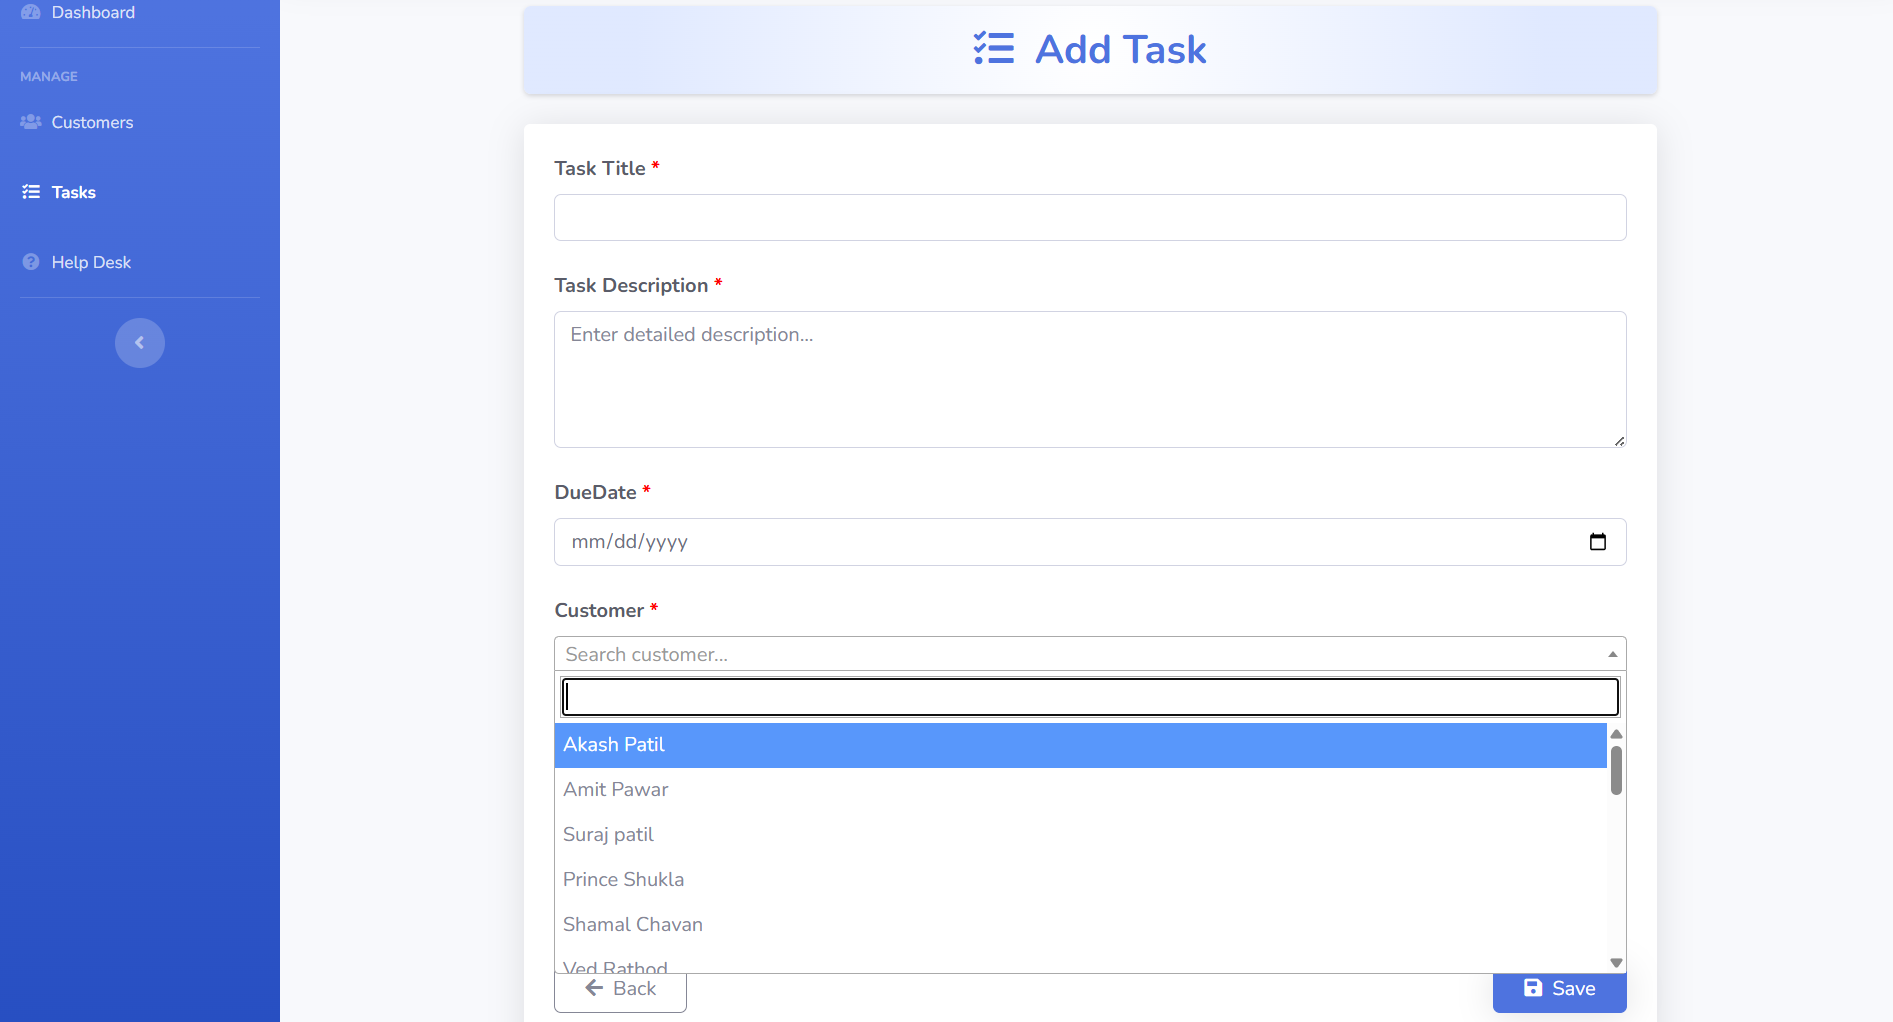 Dashboard
MANAGE
Customers
Tasks
Help Desk
Add Task
Task Title *
Task Description *
Enter detailed description...
DueDate *
mm/dd/yyyy
Customer *
Search customer...
Akash Patil
Amit Pawar
Suraj patil
Prince Shukla
Shamal Chavan
Ved Rathod
Back
Save